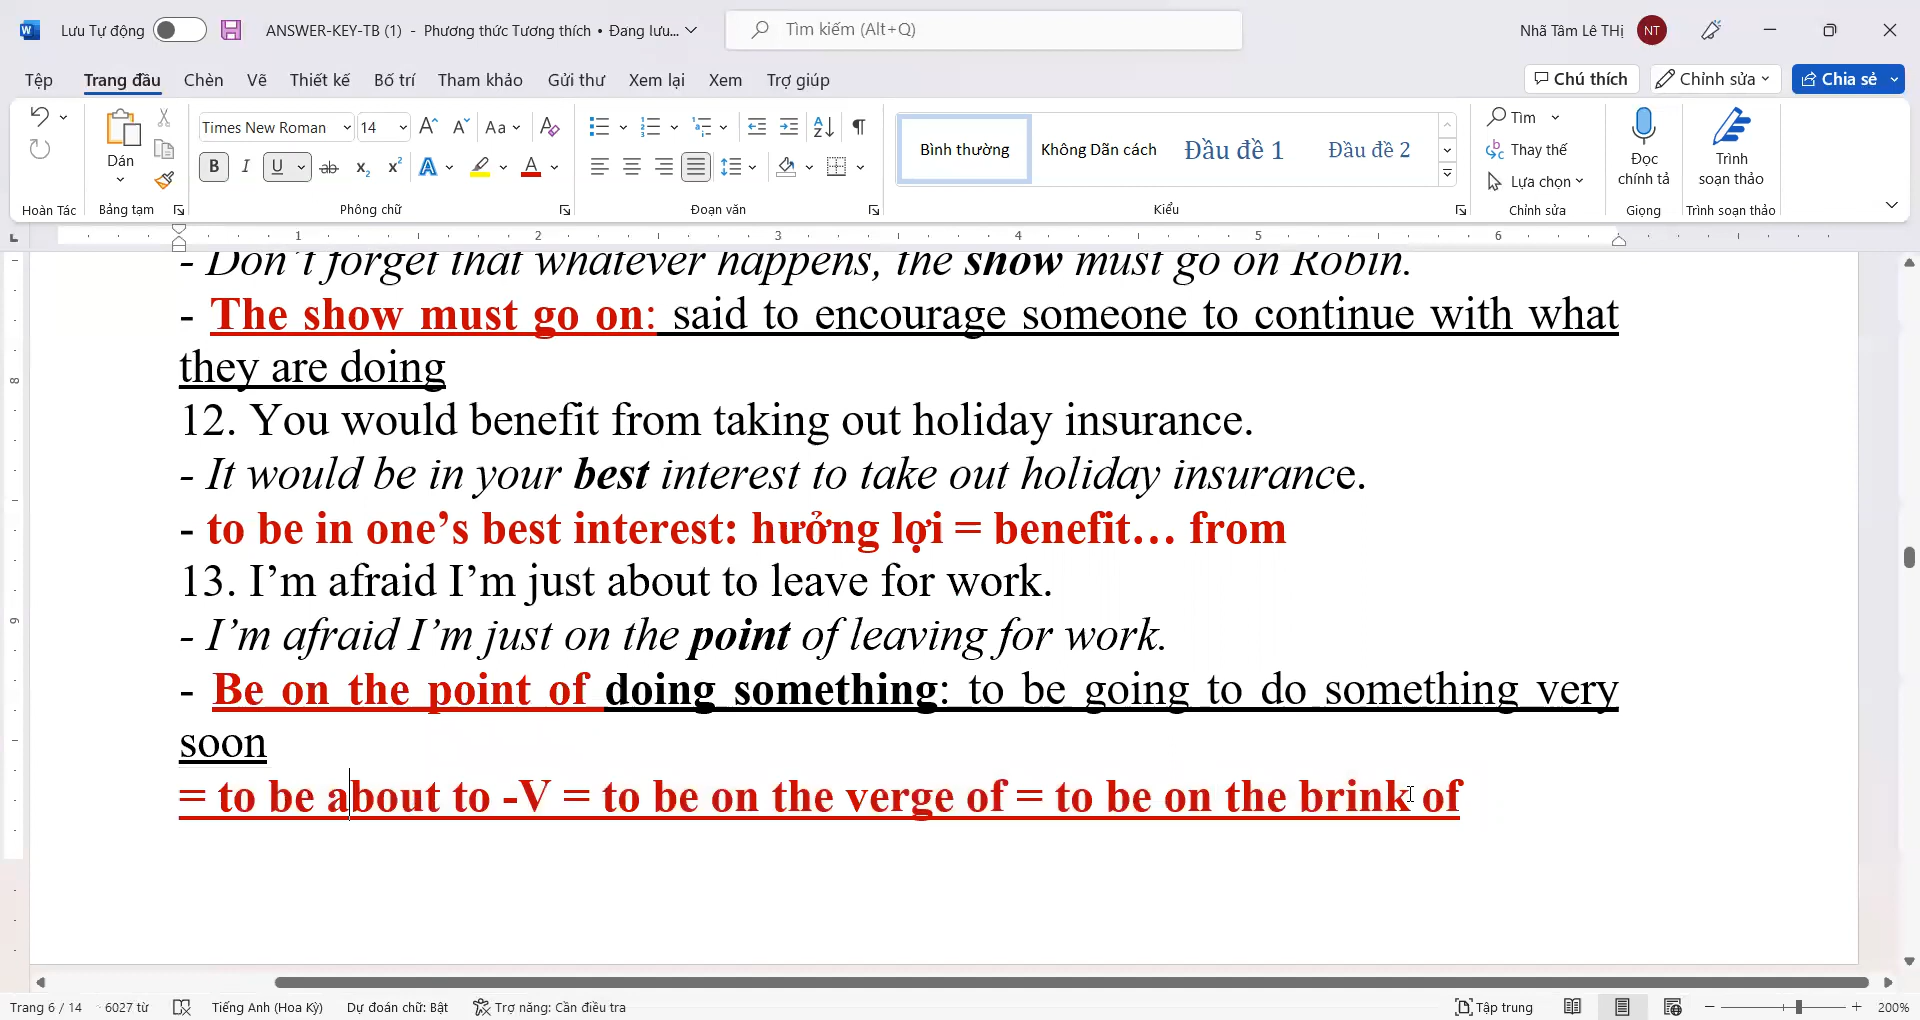 Lưu Tự động ANSWER-KEY-TB (1) - Phương thức Tương thích • Đang lưu... Tìm kiếm (Alt+Q) Nhã Tâm Lê THị NT
Tệp Trang đầu Chèn Vẽ Thiết kế Bố trí Tham khảo Gửi thư Xem lại Xem Trợ giúp Chú thích Chỉnh sửa Chia sẻ
Dán Times New Roman 14 Bình thường Không Dãn cách Đầu đề 1 Đầu đề 2 Tìm Thay thế Lựa chọn Đọc chính tả Trình soạn thảo
Hoàn Tác Bảng tạm Phông chữ Đoạn văn Kiểu Chỉnh sửa Giọng Trình soạn thảo
1 2 3 4 5 6
- Don't forget that whatever happens, the show must go on Robin.
- The show must go on: said to encourage someone to continue with what
they are doing
12. You would benefit from taking out holiday insurance.
- It would be in your best interest to take out holiday insurance.
- to be in one’s best interest: hưởng lợi = benefit… from
13. I’m afraid I’m just about to leave for work.
- I’m afraid I’m just on the point of leaving for work.
- Be on the point of doing something: to be going to do something very
soon
= to be about to -V = to be on the verge of = to be on the brink of
8
9
Trang 6 / 14 6027 từ Tiếng Anh (Hoa Kỳ) Dự đoán chữ: Bật Trợ năng: Cần điều tra Tập trung 200%